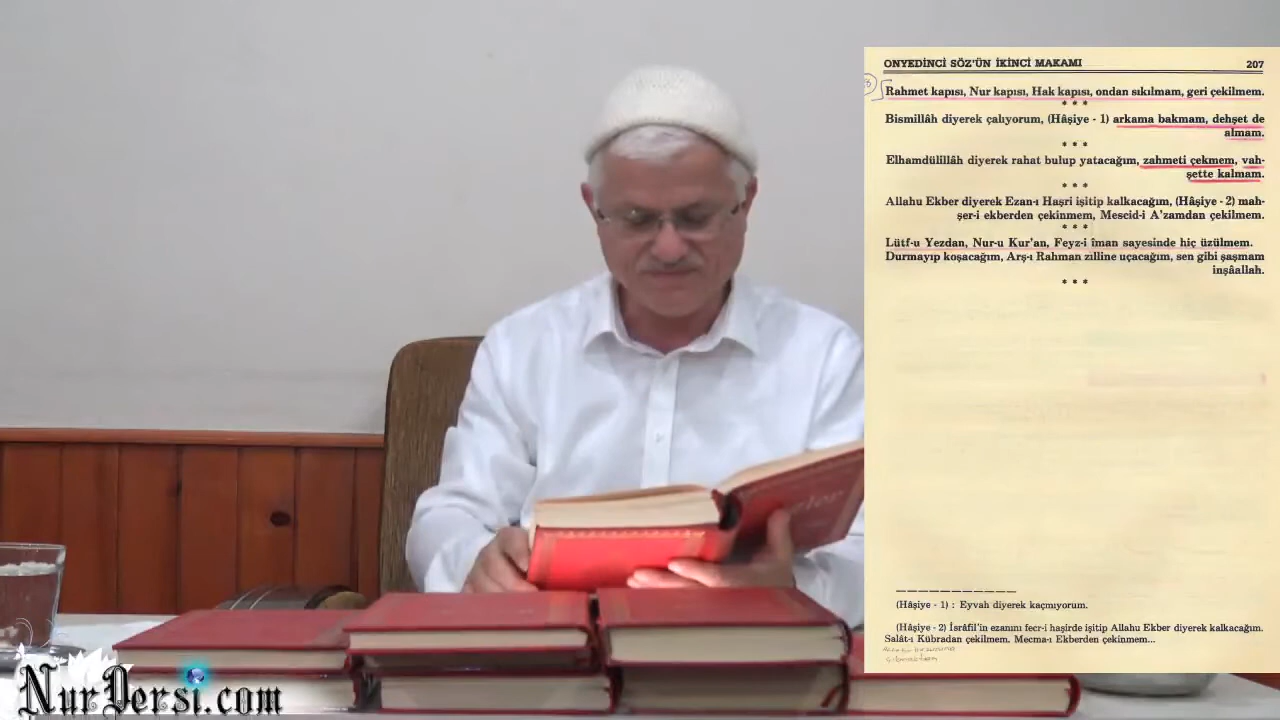 ONYEDİNCİ SÖZ'ÜN İKİNCİ MAKAMI 207
Rahmet kapısı, Nur kapısı, Hak kapısı, ondan sıkılmam, geri çekilmem.
* * *
Bismillâh diyerek çalıyorum, (Hâşiye - 1) arkama bakmam, dehşet de
almam.
* * *
Elhamdülillâh diyerek rahat bulup yatacağım, zahmeti çekmem, vah-
şette kalmam.
* * *
Allahu Ekber diyerek Ezan-ı Haşri işitip kalkacağım, (Hâşiye - 2) mah-
şer-i ekberden çekinmem, Mescid-i A'zamdan çekilmem.
* * *
Lütf-u Yezdan, Nur-u Kur'an, Feyz-i îman sayesinde hiç üzülmem.
Durmayıp koşacağım, Arş-ı Rahman zılline uçacağım, sen gibi şaşmam
inşâallah.
* * *
(Hâşiye - 1) : Eyvah diyerek kaçmıyorum.
(Hâşiye - 2) İsrâfil'in ezanını fecr-i haşirde işitip Allahu Ekber diyerek kalkacağım.
Salât-ı Kübradan çekilmem. Mecma-ı Ekberden çekinmem...
NurDersi.com